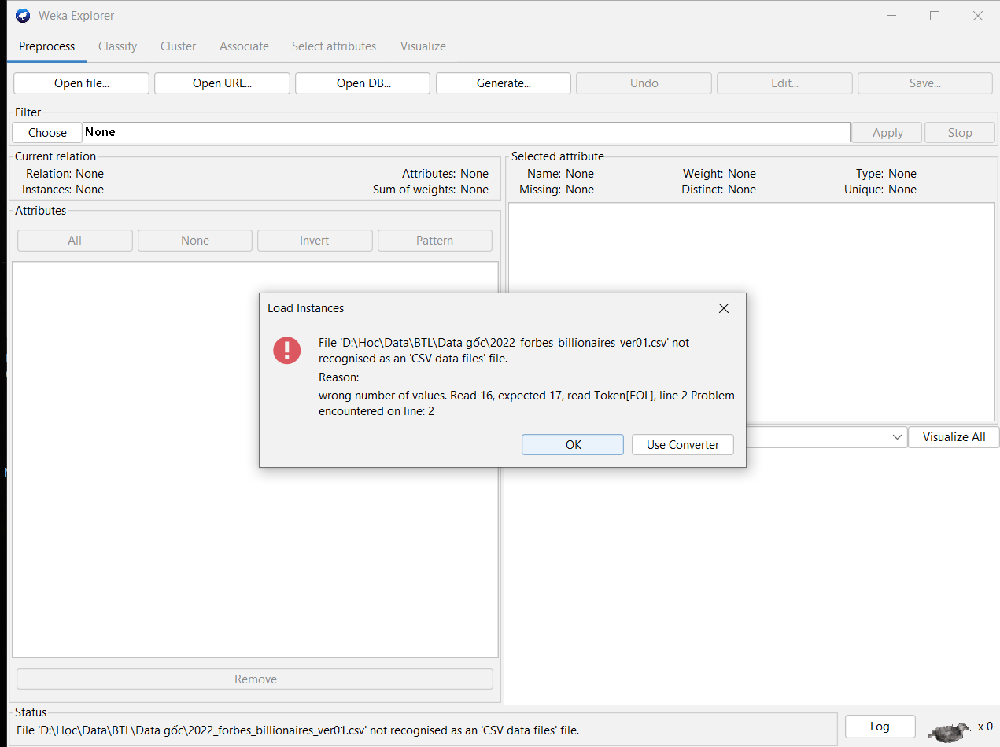 Weka Explorer
Preprocess Classify Cluster Associate Select attributes Visualize
Open file... Open URL... Open DB... Generate... Undo Edit... Save...
Filter
Choose None Apply Stop
Current relation
Relation: None Attributes: None
Instances: None Sum of weights: None
Selected attribute
Name: None Weight: None Type: None
Missing: None Distinct: None Unique: None
Attributes
All None Invert Pattern
Load Instances
File 'D:\Học\Data\BTL\Data gốc\2022_forbes_billionaires_ver01.csv' not
recognised as an 'CSV data files' file.
Reason:
wrong number of values. Read 16, expected 17, read Token[EOL], line 2 Problem
encountered on line: 2
OK Use Converter
Visualize All
Remove
Status
File 'D:\Học\Data\BTL\Data gốc\2022_forbes_billionaires_ver01.csv' not recognised as an 'CSV data files' file.
Log x 0